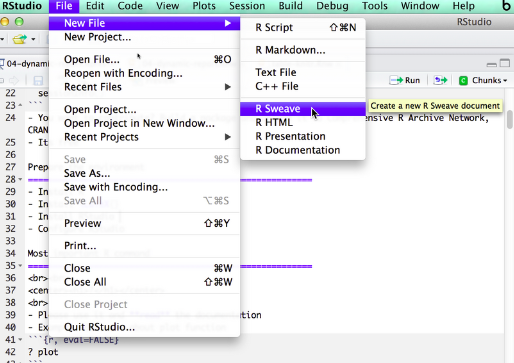 RStudio File Edit Code View Plots Session Build Debug Tools Window Help
RStudio
New File
New Project...
Open File... ⌘O
Reopen with Encoding...
Recent Files
Open Project...
Open Project in New Window...
Recent Projects
Save ⌘S
Save As...
Save with Encoding...
Save All ⌥⌘S
Preview ⇧⌘Y
Print...
Close ⌘W
Close All ⇧⌘W
Close Project
Quit RStudio...
R Script ⇧⌘N
R Markdown...
Text File
C++ File
R Sweave
R HTML
R Presentation
R Documentation
Create a new R Sweave document
Run
Chunks
04-dynami
22 se
23 ```
24 - Yo
ensive R Archive Network,
CRAN
25 - It
26
27 Prep
28 ====
29 - In
30 - In
31 - In
32 - Co
33
34 Most
35 ====
36 <br>
37 <cen
38 <br>
39 - Pl
40 - Ex
41 ```{r, eval=FALSE}
42 ? plot
43 ```